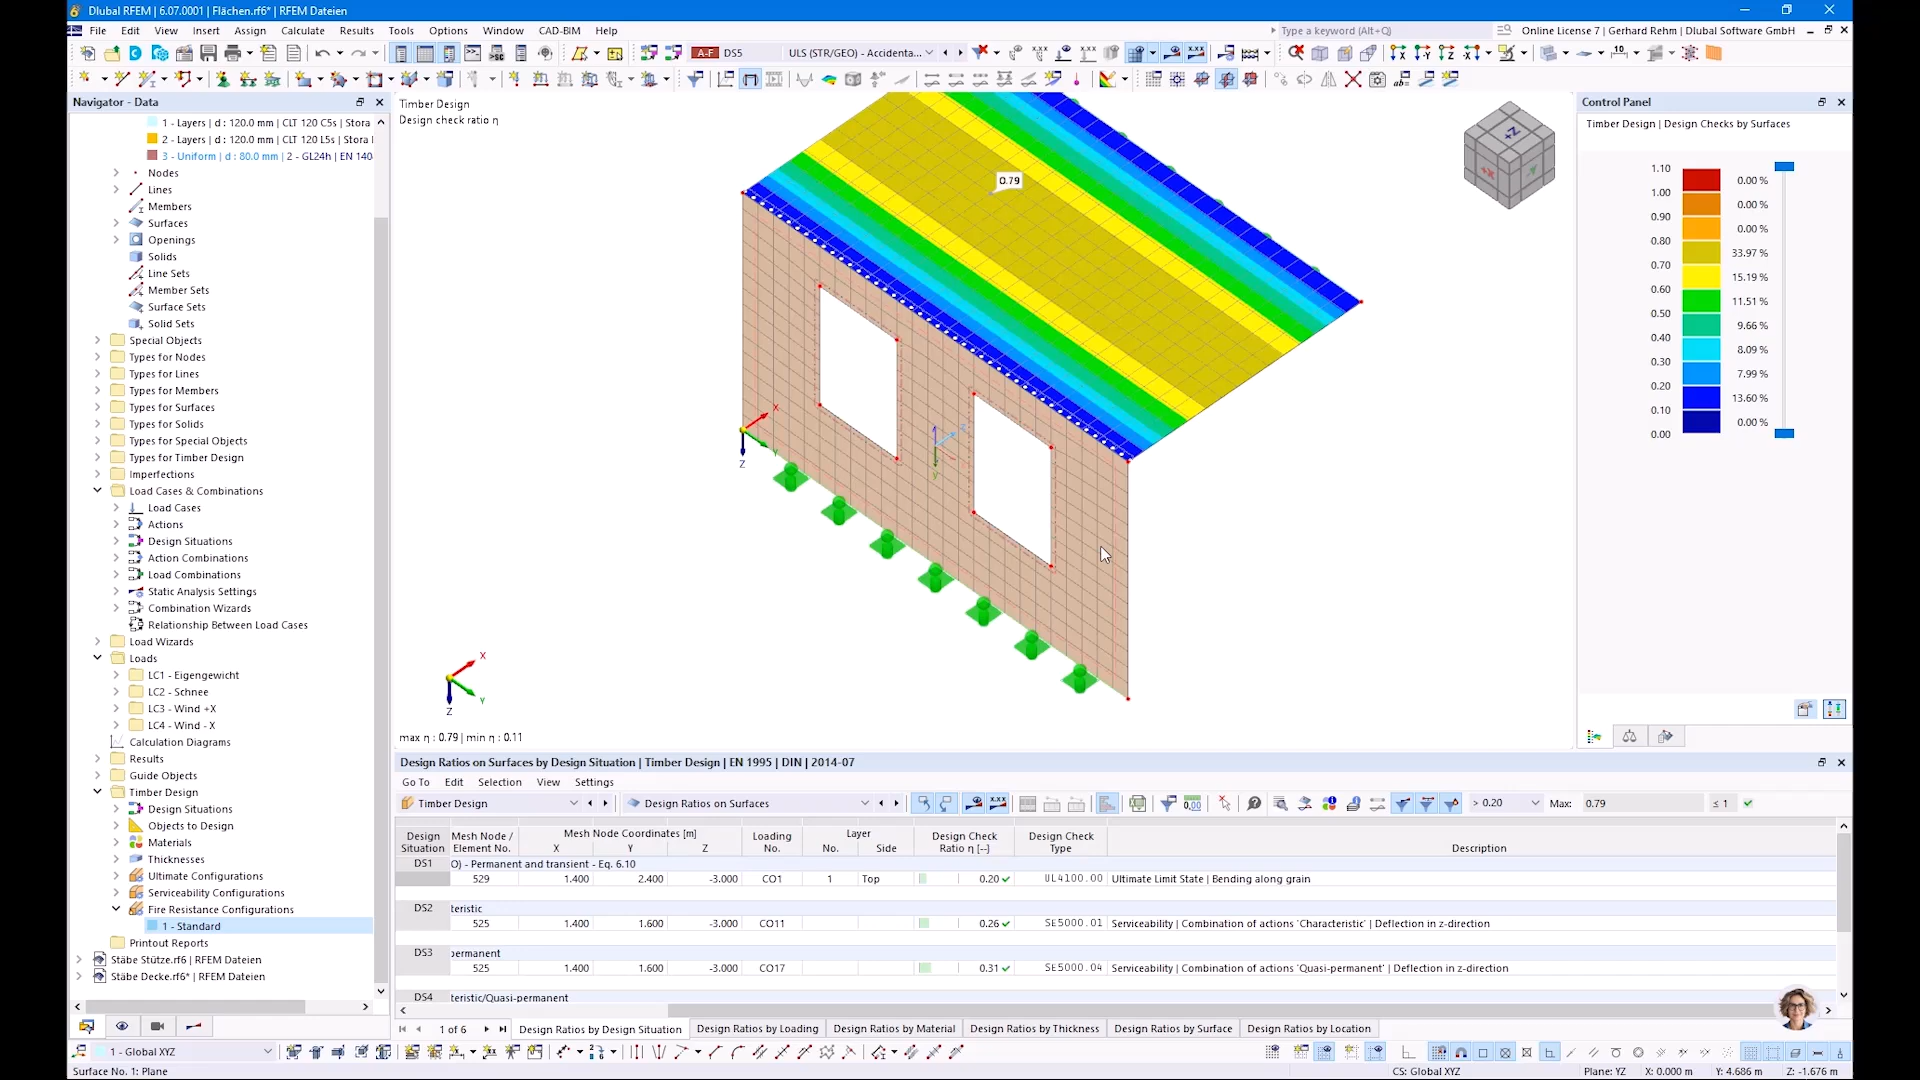 Dlubal RFEM | 6.07.0001 | Flächen.rf6* | RFEM Dateien
File Edit View Insert Assign Calculate Results Tools Options Window CAD-BIM Help
Type a keyword (Alt+Q)
Online License 7 | Gerhard Rehm | Dlubal Software GmbH
A-F DS5 ULS (STR/GEO) - Accidenta...
Navigator - Data
1 - Layers | d : 120.0 mm | CLT 120 C5s | Stora
2 - Layers | d : 120.0 mm | CLT 120 L5s | Stora
3 - Uniform | d : 80.0 mm | 2 - GL24h | EN 140
Nodes
Lines
Members
Surfaces
Openings
Solids
Line Sets
Member Sets
Surface Sets
Solid Sets
Special Objects
Types for Nodes
Types for Lines
Types for Members
Types for Surfaces
Types for Solids
Types for Special Objects
Types for Timber Design
Imperfections
Load Cases & Combinations
Load Cases
Actions
Design Situations
Action Combinations
Load Combinations
Static Analysis Settings
Combination Wizards
Relationship Between Load Cases
Load Wizards
Loads
LC1 - Eigengewicht
LC2 - Schnee
LC3 - Wind +X
LC4 - Wind - X
Calculation Diagrams
Results
Guide Objects
Timber Design
Design Situations
Objects to Design
Materials
Thicknesses
Ultimate Configurations
Serviceability Configurations
Fire Resistance Configurations
1 - Standard
Printout Reports
Stäbe Stütze.rf6 | RFEM Dateien
Stäbe Decke.rf6* | RFEM Dateien
Timber Design
Design check ratio η
0.79
X
Y
Z
X
Y
Z
+Z
+X
max η : 0.79 | min η : 0.11
Control Panel
Timber Design | Design Checks by Surfaces
1.10
0.00 %
1.00
0.00 %
0.90
0.00 %
0.80
33.97 %
0.70
15.19 %
0.60
11.51 %
0.50
9.66 %
0.40
8.09 %
0.30
7.99 %
0.20
13.60 %
0.10
0.00 %
0.00
Design Ratios on Surfaces by Design Situation | Timber Design | EN 1995 | DIN | 2014-07
Go To Edit Selection View Settings
Timber Design Design Ratios on Surfaces > 0.20 Max: 0.79 ≤ 1
Design Situation Mesh Node / Element No. Mesh Node Coordinates [m] X Y Z Loading No. Layer No. Side Design Check Ratio η [--] Design Check Type Description
DS1 O) - Permanent and transient - Eq. 6.10
529 1.400 2.400 -3.000 CO1 1 Top 0.20 UL4100.00 Ultimate Limit State | Bending along grain
DS2 teristic
525 1.400 1.600 -3.000 CO11 0.26 SE5000.01 Serviceability | Combination of actions 'Characteristic' | Deflection in z-direction
DS3 permanent
525 1.400 1.600 -3.000 CO17 0.31 SE5000.04 Serviceability | Combination of actions 'Quasi-permanent' | Deflection in z-direction
DS4 teristic/Quasi-permanent
1 of 6 Design Ratios by Design Situation Design Ratios by Loading Design Ratios by Material Design Ratios by Thickness Design Ratios by Surface Design Ratios by Location
1 - Global XYZ
Surface No. 1: Plane CS: Global XYZ Plane: YZ X: 0.000 m Y: 4.686 m Z: -1.676 m